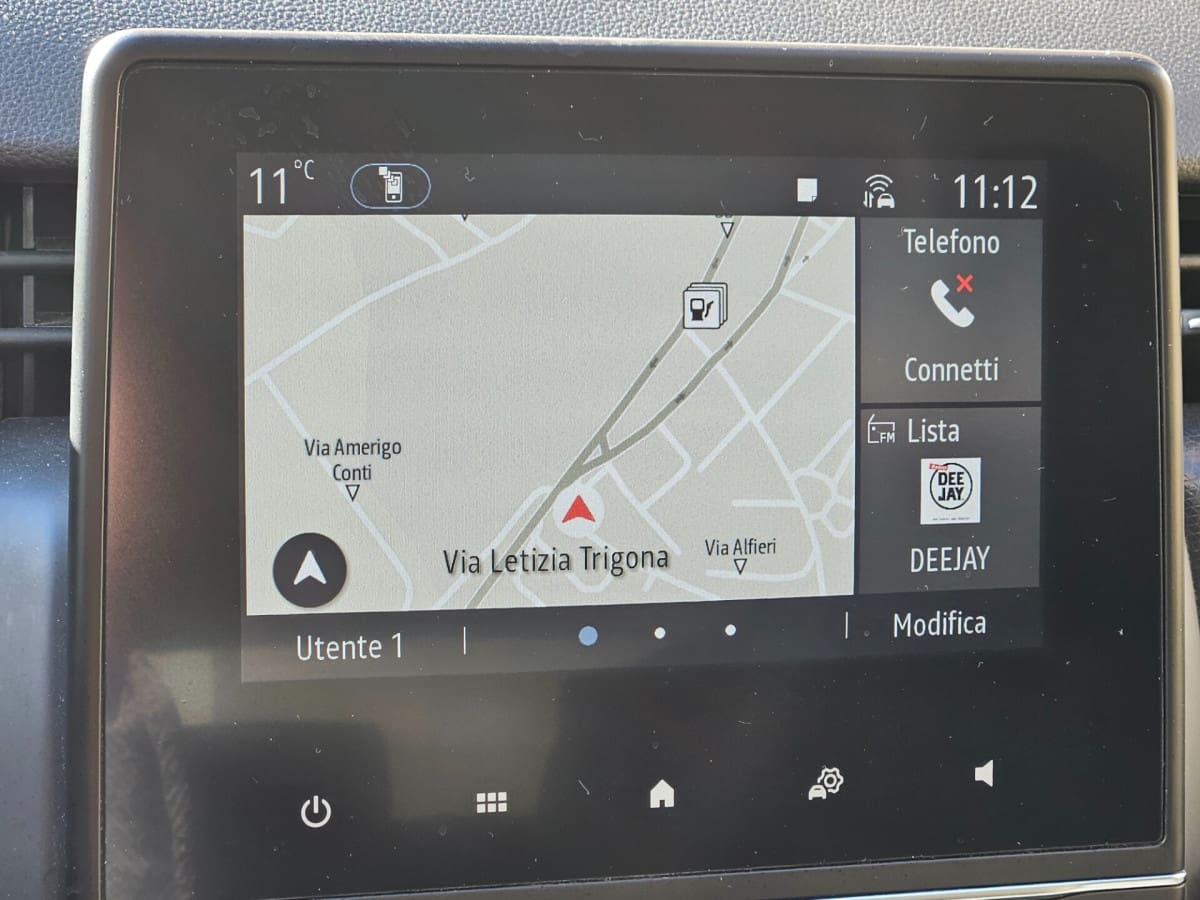 11 °C
11:12
Telefono
Connetti
Via Amerigo
Conti
Via Letizia Trigona
Via Alfieri
FM Lista
DEE
JAY
DEEJAY
Utente 1
Modifica